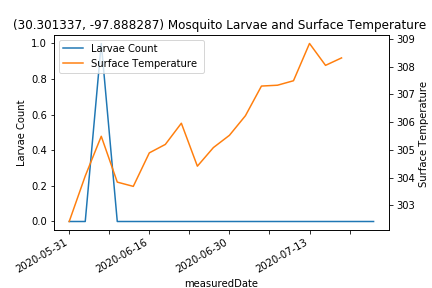 (30.301337, -97.888287) Mosquito Larvae and Surface Temperature
Larvae Count
Surface Temperature
1.0
0.8
0.6
0.4
0.2
0.0
Larvae Count
309
308
307
306
305
304
303
Surface Temperature
2020-05-31
2020-06-16
2020-06-30
2020-07-13
measuredDate